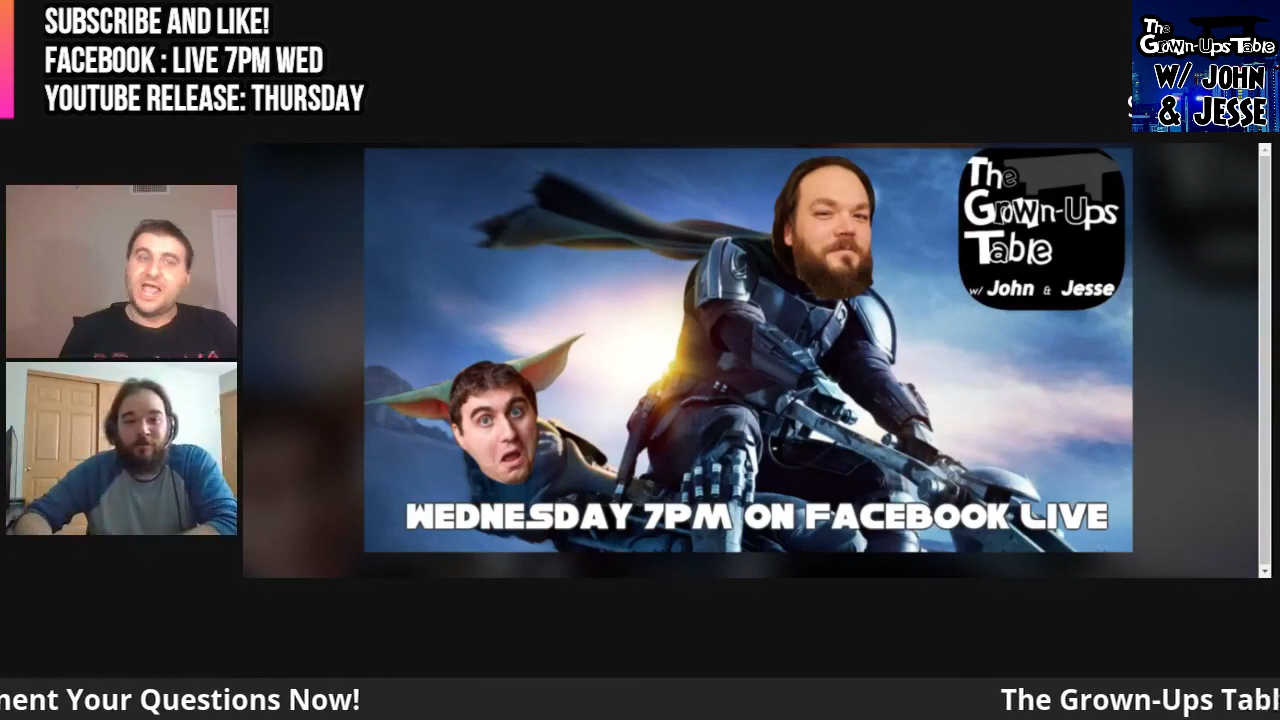 SUBSCRIBE AND LIKE!
FACEBOOK : LIVE 7PM WED
YOUTUBE RELEASE: THURSDAY
The
Grown-Ups Table
W/ JOHN
& JESSE
The
Grown-Ups
Table
w/ John & Jesse
WEDNESDAY 7PM ON FACEBOOK LIVE
ment Your Questions Now!
The Grown-Ups Tabl